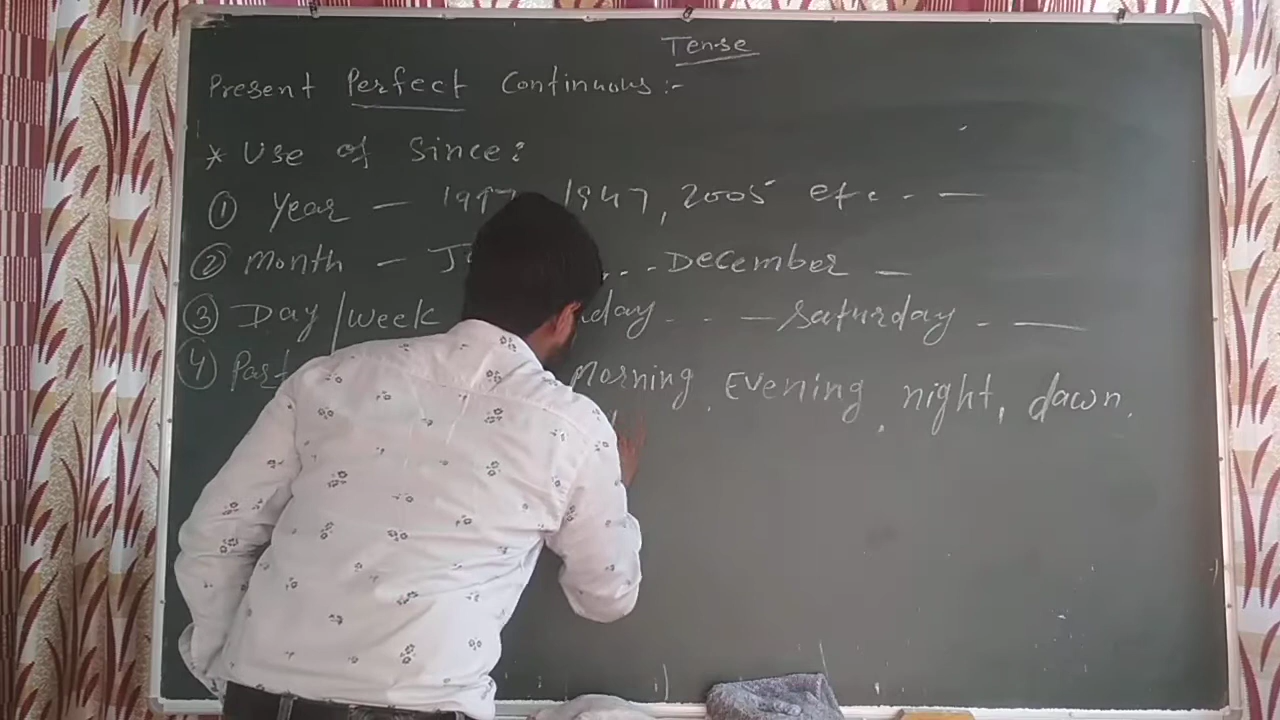 Tense
Present Perfect Continuous:-
* Use of Since:
① Year - 1947, 2005 etc. - —
② Month - ... December —
③ Day/week day . . - — Saturday - —
④ Part Morning, Evening, night, dawn,